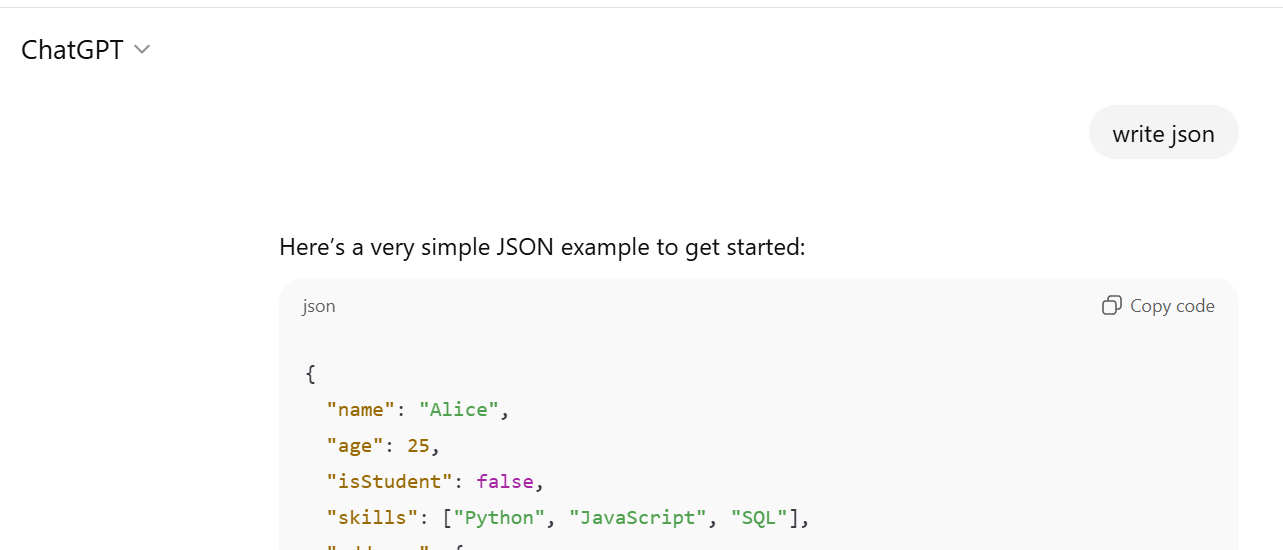 ChatGPT
write json
Here’s a very simple JSON example to get started:
json
Copy code
{
"name": "Alice",
"age": 25,
"isStudent": false,
"skills": ["Python", "JavaScript", "SQL"],